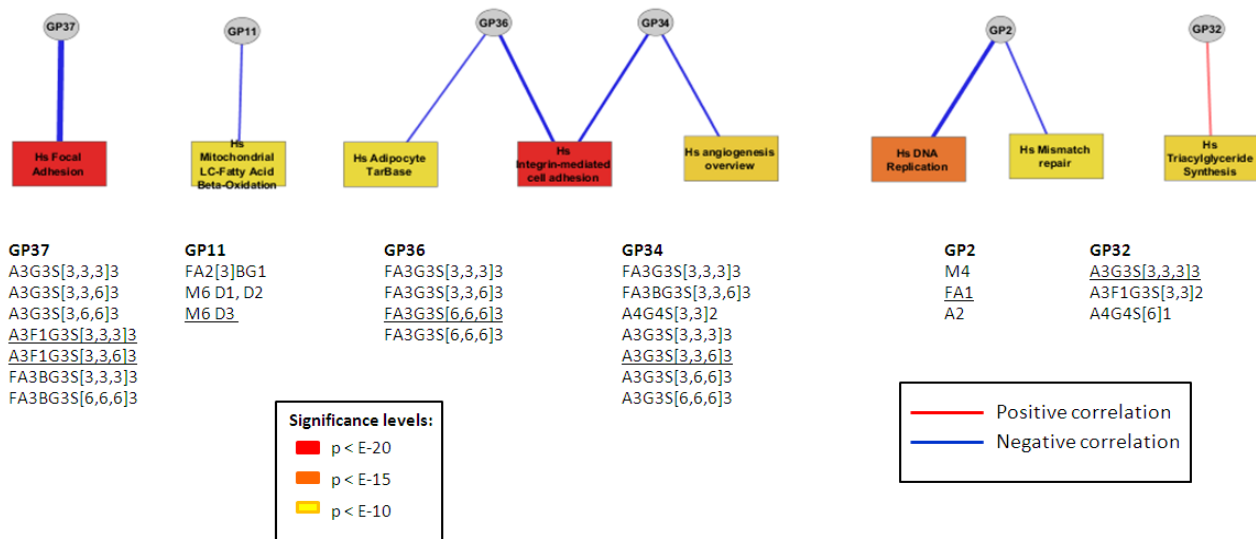 GP37
GP11
GP36
GP34
GP2
GP32
Hs Focal
Adhesion
Hs
Mitochondrial
LC-Fatty Acid
Beta-Oxidation
Hs Adipocyte
TarBase
Hs
Integrin-mediated
cell adhesion
Hs angiogenesis
overview
Hs DNA
Replication
Hs Mismatch
repair
Hs
Triacylglyceride
Synthesis
GP37
A3G3S[3,3,3]3
A3G3S[3,3,6]3
A3G3S[3,6,6]3
A3F1G3S[3,3,3]3
A3F1G3S[3,3,6]3
FA3BG3S[3,3,3]3
FA3BG3S[6,6,6]3
GP11
FA2[3]BG1
M6 D1, D2
M6 D3
GP36
FA3G3S[3,3,3]3
FA3G3S[3,3,6]3
FA3G3S[6,6,6]3
FA3G3S[6,6,6]3
GP34
FA3G3S[3,3,3]3
FA3BG3S[3,3,6]3
A4G4S[3,3]2
A3G3S[3,3,3]3
A3G3S[3,3,6]3
A3G3S[3,6,6]3
A3G3S[6,6,6]3
GP2
M4
FA1
A2
GP32
A3G3S[3,3,3]3
A3F1G3S[3,3]2
A4G4S[6]1
Significance levels:
p < E-20
p < E-15
p < E-10
Positive correlation
Negative correlation